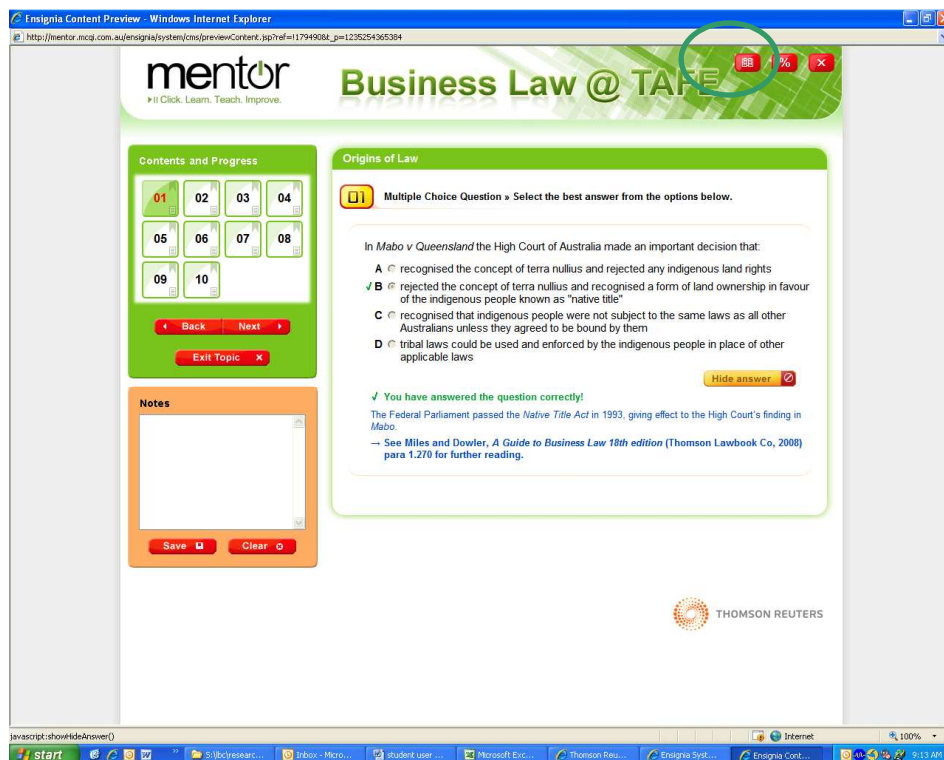 Ensignia Content Preview - Windows Internet Explorer
http://mentor.mcqi.com.au/ensignia/system/cms/previewContent.jsp?ref=!179490&t_p=1235254365384
mentor
Click. Learn. Teach. Improve.
Business Law @ TAFE
%
Contents and Progress
01 02 03 04
05 06 07 08
09 10
Back Next
Exit Topic X
Notes
Save Clear
Origins of Law
01 Multiple Choice Question » Select the best answer from the options below.
In Mabo v Queensland the High Court of Australia made an important decision that:
A recognised the concept of terra nullius and rejected any indigenous land rights
√ B rejected the concept of terra nullius and recognised a form of land ownership in favour
of the indigenous people known as "native title"
C recognised that indigenous people were not subject to the same laws as all other
Australians unless they agreed to be bound by them
D tribal laws could be used and enforced by the indigenous people in place of other
applicable laws
Hide answer
√ You have answered the question correctly!
The Federal Parliament passed the Native Title Act in 1993, giving effect to the High Court's finding in
Mabo.
→ See Miles and Dowler, A Guide to Business Law 18th edition (Thomson Lawbook Co, 2008)
para 1.270 for further reading.
THOMSON REUTERS
javascript:showHideAnswer()
Internet
100%
start
S:\lbc\researc...
Inbox - Micro...
student user ...
Microsoft Exc...
Thomson Reu...
Ensignia Syst...
Ensignia Cont...
9:13 AM